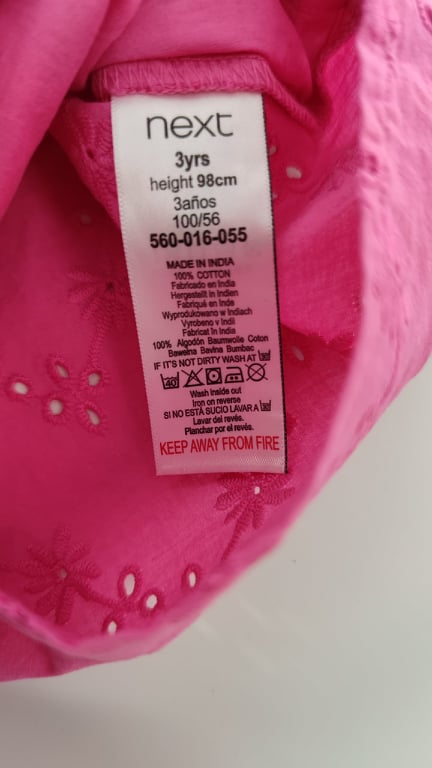 next
3yrs
height 98cm
3años
100/56
560-016-055
MADE IN INDIA
100% COTTON
Fabricado en India
Hergestellt in Indien
Fabriqué en Inde
Wyprodukowano w Indiach
Vyrobeno v Indii
Fabricat în India
100% Algodón Baumwolle Coton
Bawełna Bavlna Bumbac
IF IT'S NOT DIRTY WASH AT
40
Wash inside out
Iron on reverse
SI NO ESTÁ SUCIO LAVAR A
Lavar del revés.
Planchar por el revés.
KEEP AWAY FROM FIRE